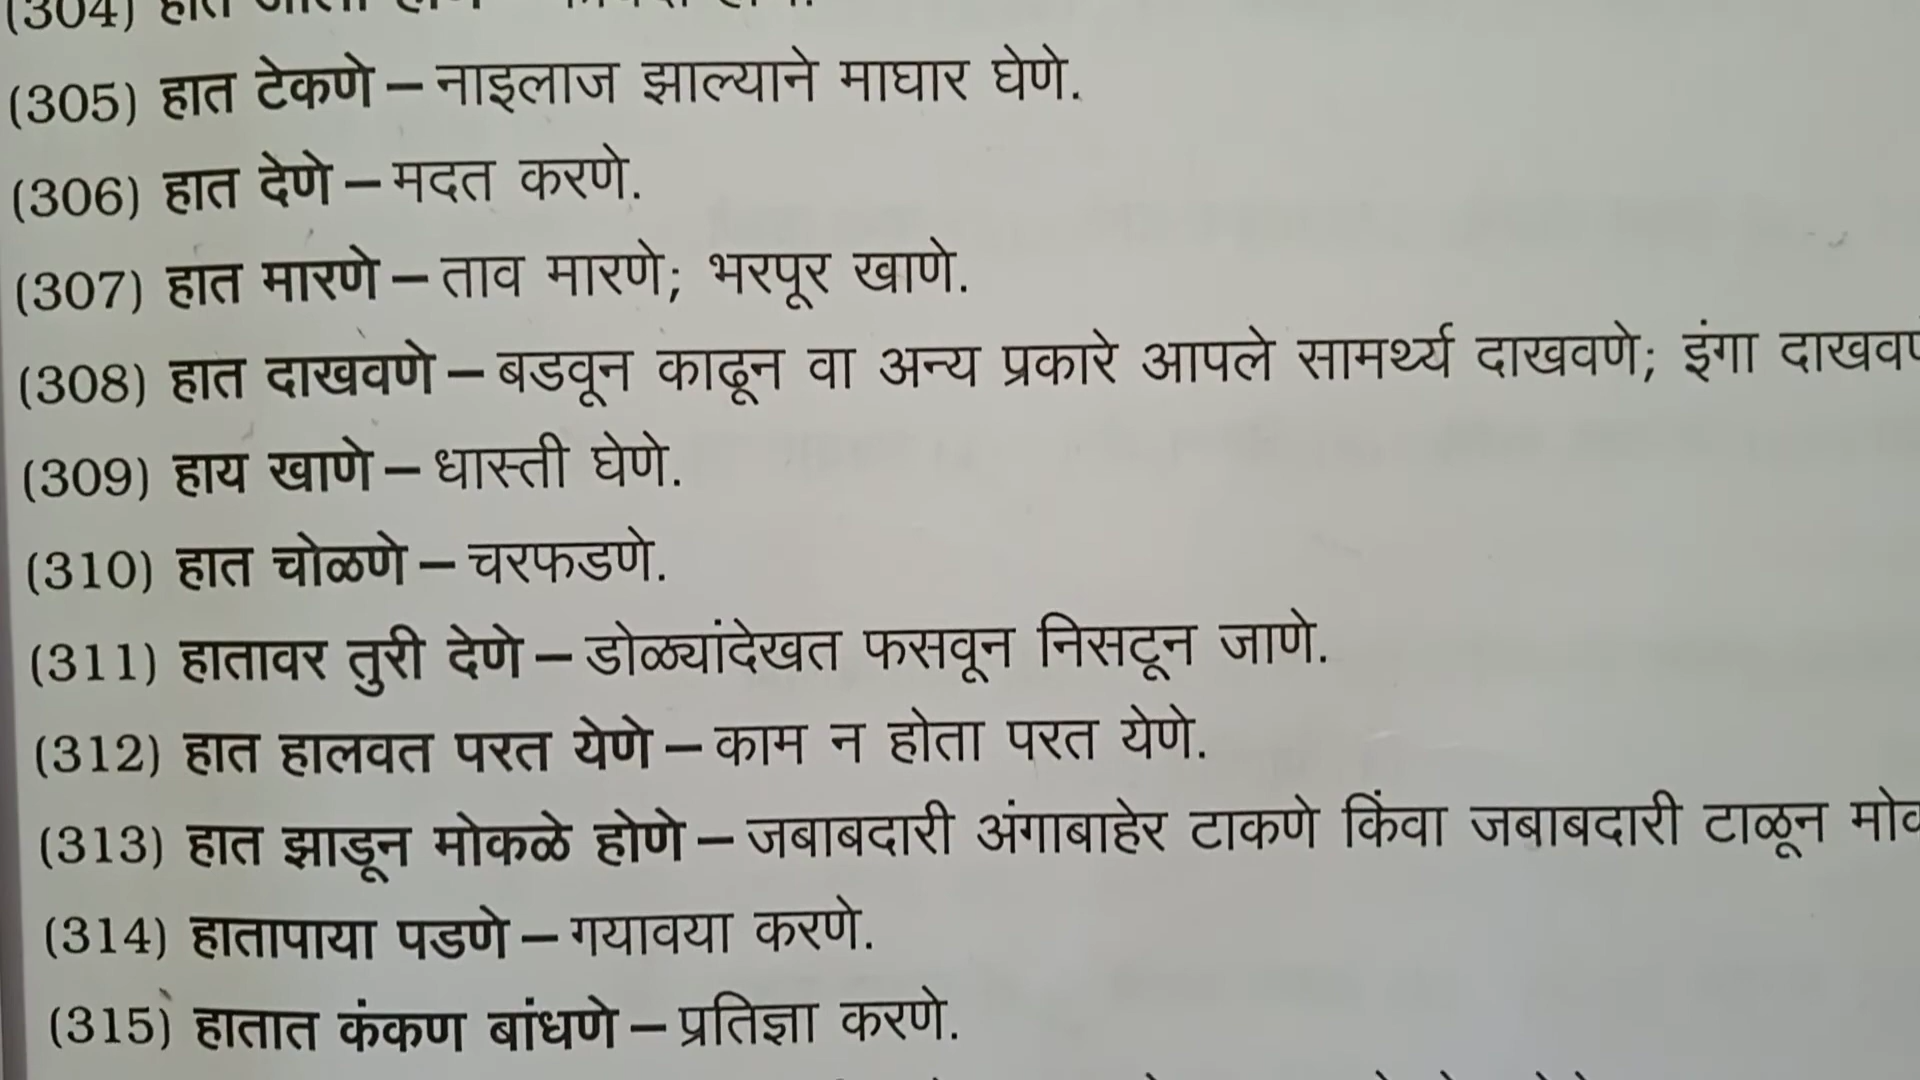 (304) हात
(305) हात टेकणे – नाइलाज झाल्याने माघार घेणे.
(306) हात देणे – मदत करणे.
(307) हात मारणे – ताव मारणे; भरपूर खाणे.
(308) हात दाखवणे – बडवून काढून वा अन्य प्रकारे आपले सामर्थ्य दाखवणे; इंगा
(309) हाय खाणे – धास्ती घेणे.
(310) हात चोळणे – चरफडणे.
(311) हातावर तुरी देणे – डोळ्यांदेखत फसवून निसटून जाणे.
(312) हात हालवत परत येणे – काम न होता परत येणे.
(313) हात झाडून मोकळे होणे – जबाबदारी अंगाबाहेर टाकणे किंवा जबाबदारी टाळून
(314) हातापाया पडणे – गयावया करणे.
(315) हातात कंकण बांधणे – प्रतिज्ञा करणे.